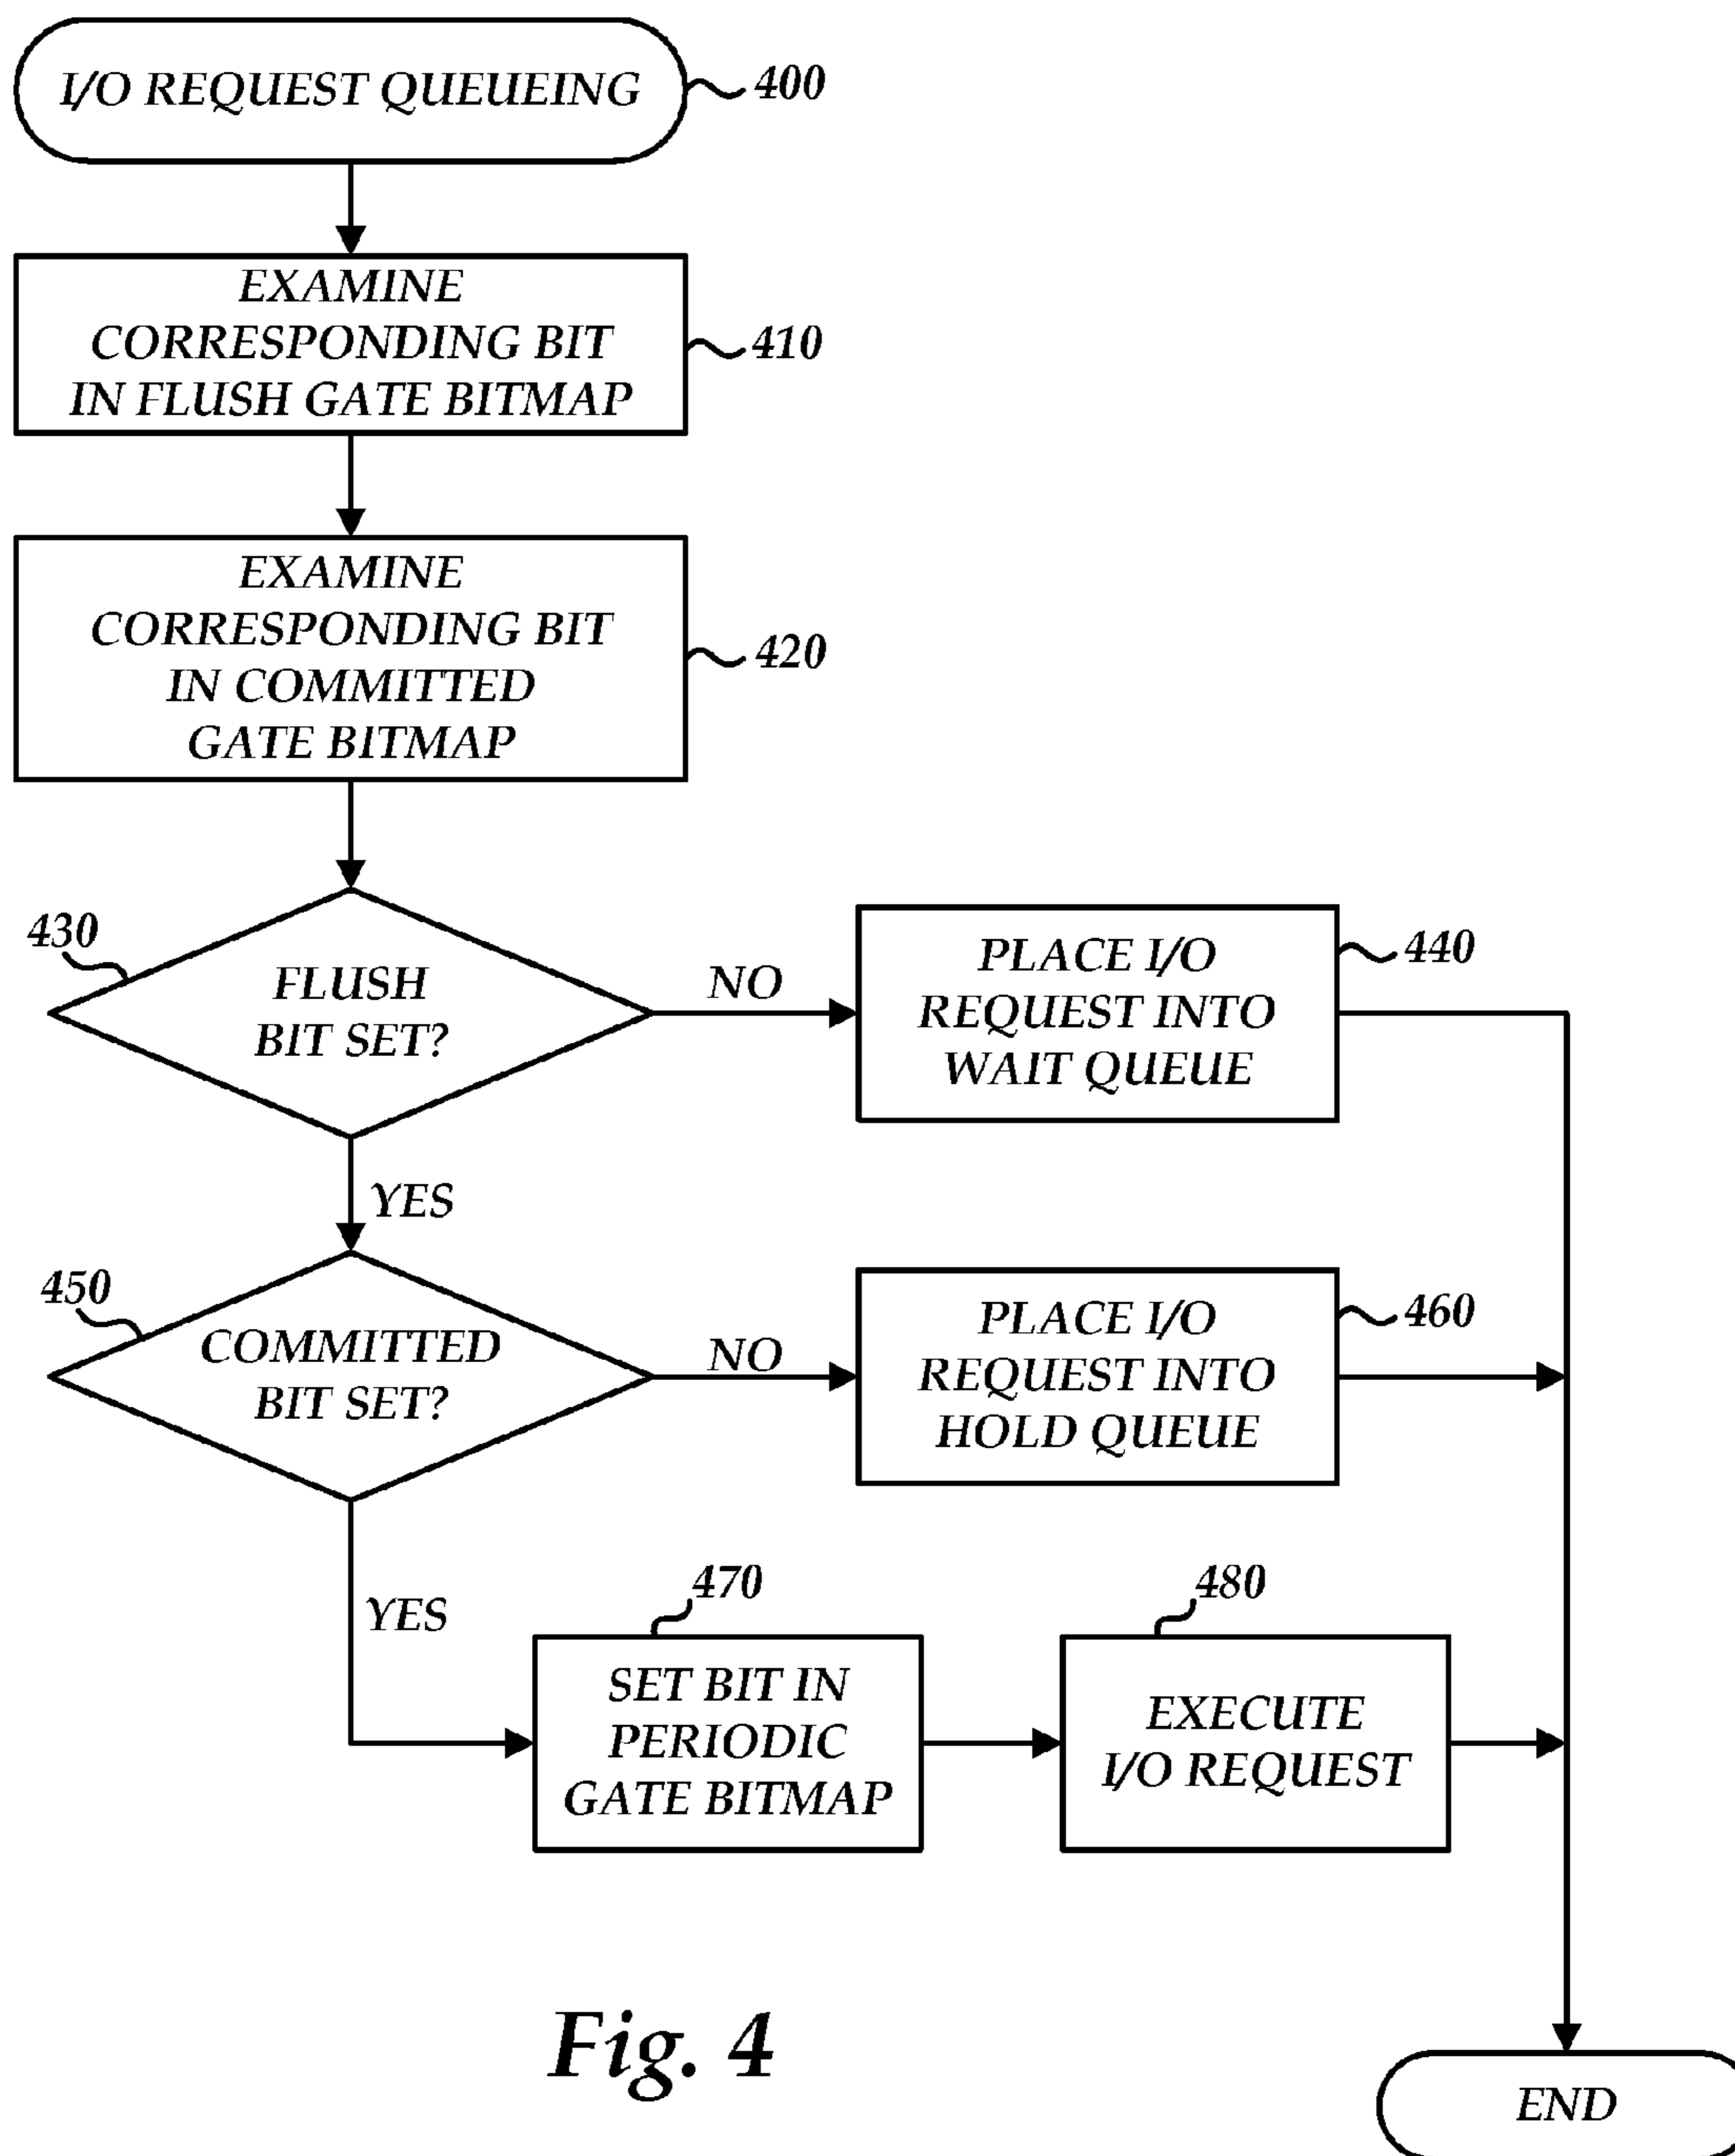 I/O REQUEST QUEUEING
400
EXAMINE
CORRESPONDING BIT
IN FLUSH GATE BITMAP
410
EXAMINE
CORRESPONDING BIT
IN COMMITTED
GATE BITMAP
420
430
FLUSH
BIT SET?
NO
PLACE I/O
REQUEST INTO
WAIT QUEUE
440
YES
450
COMMITTED
BIT SET?
NO
PLACE I/O
REQUEST INTO
HOLD QUEUE
460
YES
470
SET BIT IN
PERIODIC
GATE BITMAP
480
EXECUTE
I/O REQUEST
Fig. 4
END